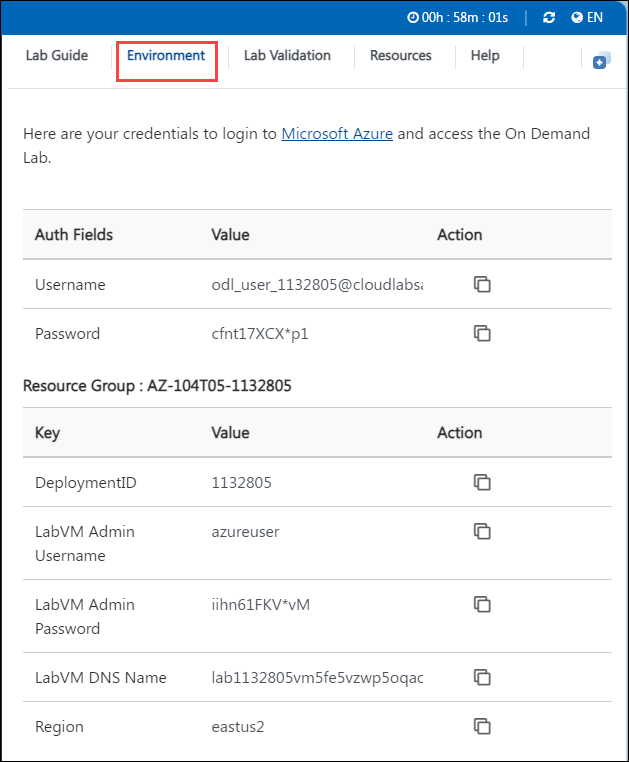 00h : 58m : 01s EN
Lab Guide Environment Lab Validation Resources Help
Here are your credentials to login to Microsoft Azure and access the On Demand
Lab.
Auth Fields Value Action
Username odl_user_1132805@cloudlabsa
Password cfnt17XCX*p1
Resource Group : AZ-104T05-1132805
Key Value Action
DeploymentID 1132805
LabVM Admin azureuser
Username
LabVM Admin iihn61FKV*vM
Password
LabVM DNS Name lab1132805vm5fe5vzwp5oqac
Region eastus2